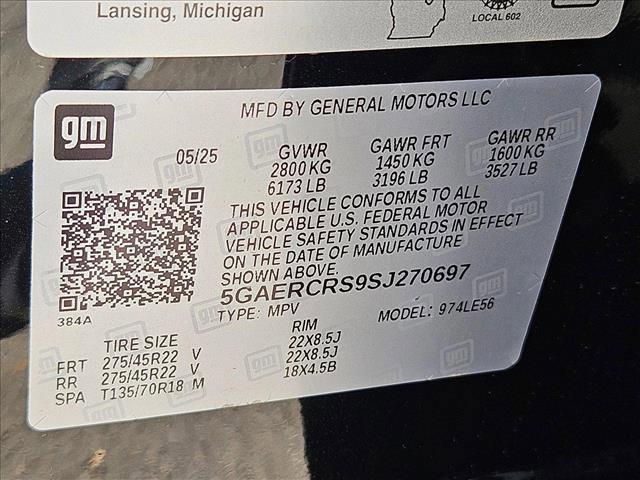 Lansing, Michigan
LOCAL 602
gm
MFD BY GENERAL MOTORS LLC
05/25 GVWR GAWR FRT GAWR RR
2800 KG 1450 KG 1600 KG
6173 LB 3196 LB 3527 LB
THIS VEHICLE CONFORMS TO ALL
APPLICABLE U.S. FEDERAL MOTOR
VEHICLE SAFETY STANDARDS IN EFFECT
ON THE DATE OF MANUFACTURE
SHOWN ABOVE.
384A
5GAERCRS9SJ270697
TYPE: MPV MODEL: 974LE56
TIRE SIZE RIM
FRT 275/45R22 V 22X8.5J
RR 275/45R22 V 22X8.5J
SPA T135/70R18 M 18X4.5B